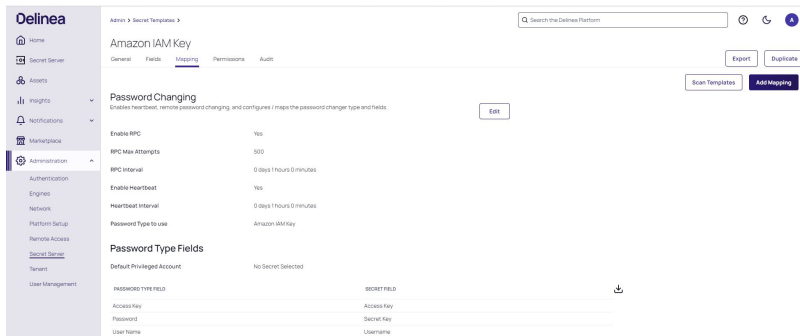 Delinea
Admin > Secret Templates >
Search the Delinea Platform
A
Home
Secret Server
Assets
Insights
Notifications
Marketplace
Administration
Authentication
Engines
Network
Platform Setup
Remote Access
Secret Server
Tenant
User Management
Amazon IAM Key
General Fields Mapping Permissions Audit
Export Duplicate
Scan Templates Add Mapping
Password Changing
Enables heartbeat, remote password changing, and configures / maps the password changer type and fields.
Edit
Enable RPC Yes
RPC Max Attempts 500
RPC Interval 0 days 1 hours 0 minutes
Enable Heartbeat Yes
Heartbeat Interval 0 days 1 hours 0 minutes
Password Type to use Amazon IAM Key
Password Type Fields
Default Privileged Account No Secret Selected
PASSWORD TYPE FIELD SECRET FIELD
Access Key Access Key
Password Secret Key
User Name Username